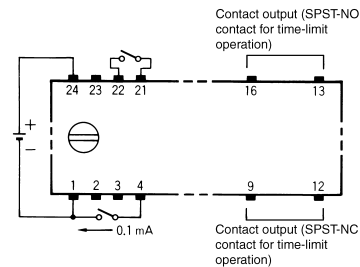 Contact output (SPST-NO
contact for time-limit
operation)
24 23 22 21 16 13
+
−
1 2 3 4 9 12
0.1 mA
Contact output (SPST-NC
contact for time-limit
operation)